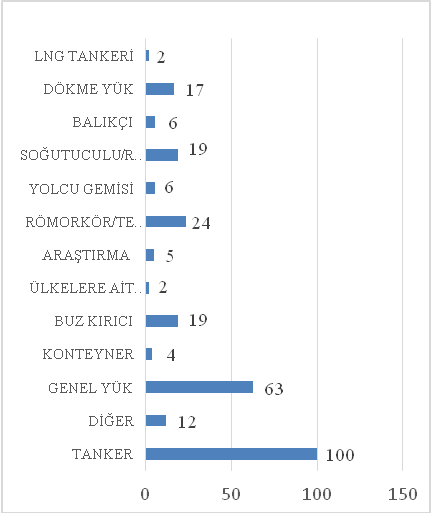 LNG TANKERİ 2
DÖKME YÜK 17
BALIKÇI 6
SOĞUTUCULU/R.. 19
YOLCU GEMİSİ 6
RÖMORKÖR/TE.. 24
ARAŞTIRMA 5
ÜLKELERE AİT.. 2
BUZ KIRICI 19
KONTEYNER 4
GENEL YÜK 63
DİĞER 12
TANKER 100
0 50 100 150